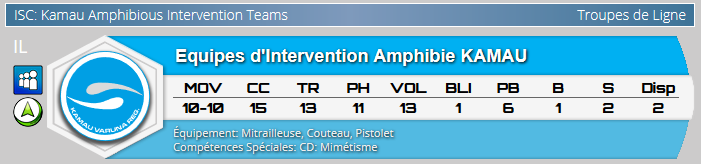 ISC: Kamau Amphibious Intervention Teams Troupes de Ligne
IL
Equipes d'Intervention Amphibie KAMAU
MOV CC TR PH VOL BLI PB B S Disp
10-10 15 13 11 13 1 6 1 2 2
KAMAU VARUNA REG.
Équipement: Mitrailleuse, Couteau, Pistolet
Compétences Spéciales: CD: Mimétisme